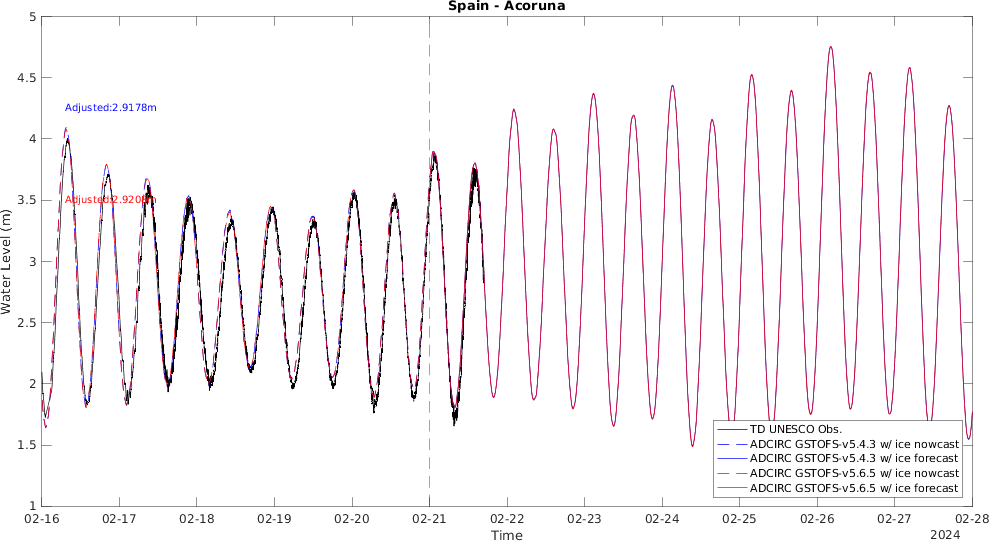 Spain - Acoruna
5
4.5
4
3.5
3
2.5
2
1.5
1
Water Level (m)
Adjusted:2.9178m
TD UNESCO Obs.
ADCIRC GSTOFS-v5.4.3 w/ ice nowcast
ADCIRC GSTOFS-v5.4.3 w/ ice forecast
ADCIRC GSTOFS-v5.6.5 w/ ice nowcast
ADCIRC GSTOFS-v5.6.5 w/ ice forecast
02-16 02-17 02-18 02-19 02-20 02-21 02-22 02-23 02-24 02-25 02-26 02-27 02-28
Time
2024